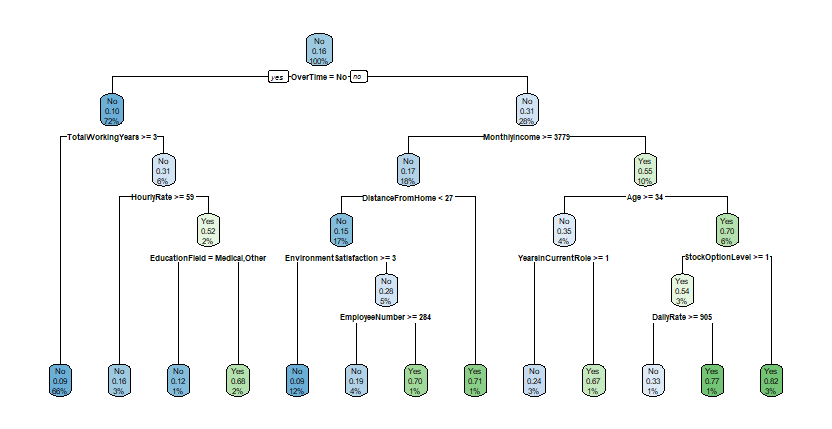 No
0.16
100%
yes OverTime = No no
No
0.10
72%
No
0.31
28%
TotalWorkingYears >= 3
MonthlyIncome >= 3779
No
0.31
6%
No
0.17
18%
Yes
0.55
10%
HourlyRate >= 59
DistanceFromHome < 27
Age >= 34
Yes
0.52
2%
No
0.15
17%
No
0.35
4%
Yes
0.70
6%
EducationField = Medical,Other
EnvironmentSatisfaction >= 3
YearsInCurrentRole >= 1
StockOptionLevel >= 1
No
0.28
5%
Yes
0.54
3%
EmployeeNumber >= 284
DailyRate >= 905
No
0.09
66%
No
0.16
3%
No
0.12
1%
Yes
0.68
2%
No
0.09
12%
No
0.19
4%
Yes
0.70
1%
Yes
0.71
1%
No
0.24
3%
Yes
0.67
1%
No
0.33
1%
Yes
0.77
1%
Yes
0.82
3%